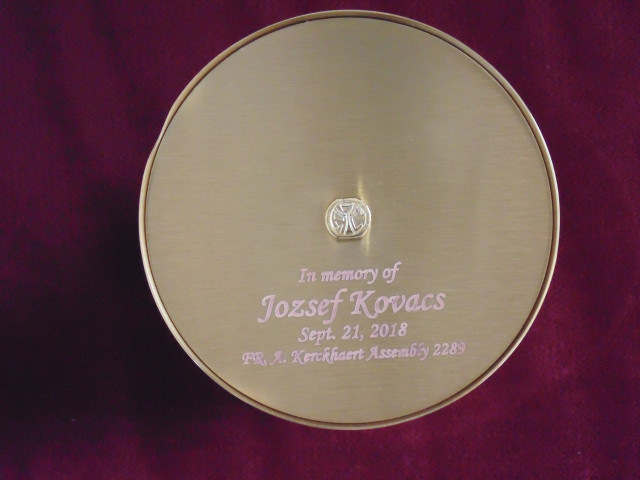 In memory of
Jozsef Kovacs
Sept. 21, 2018
FR. A. Kerckhaert Assembly 2289